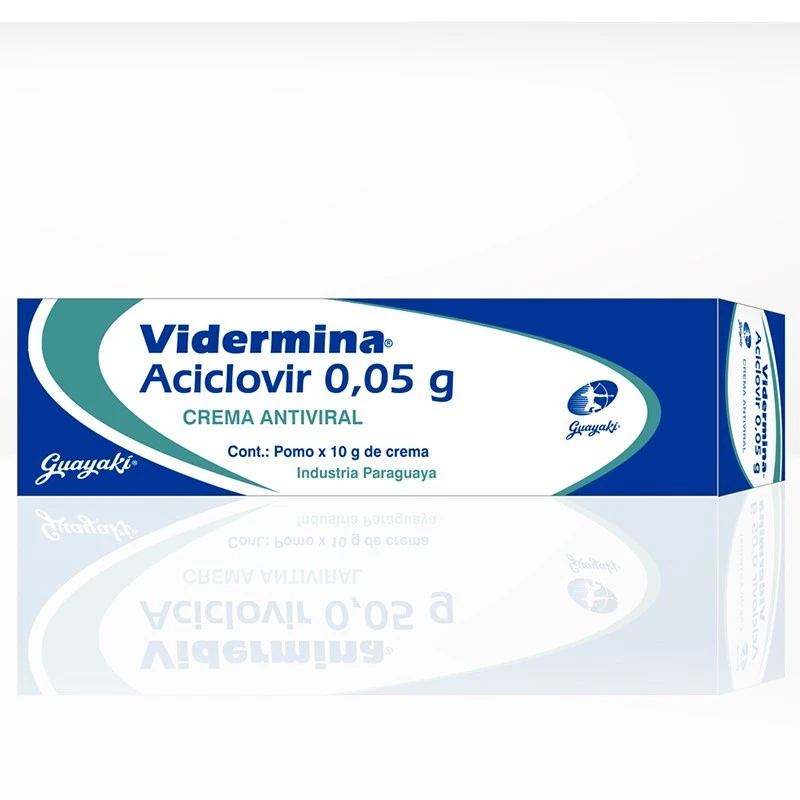 Vidermina®
Aciclovir 0,05 g
CREMA ANTIVIRAL
Cont.: Pomo x 10 g de crema
Industria Paraguaya
Guayakí®
Guayakí®
Vidermina®
Aciclovir 0,05 g
CREMA ANTIVIRAL
Guayakí